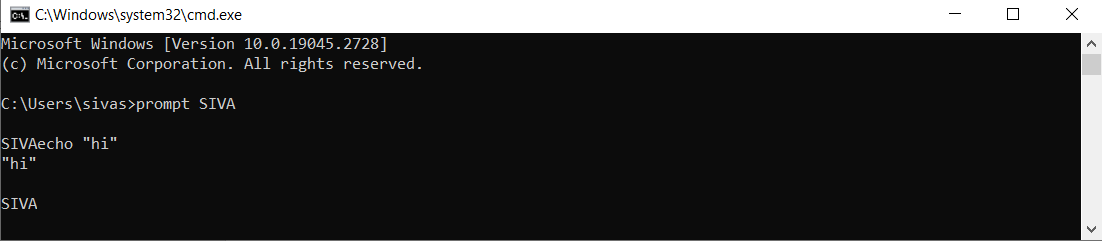 C:\Windows\system32\cmd.exe
Microsoft Windows [Version 10.0.19045.2728]
(c) Microsoft Corporation. All rights reserved.
C:\Users\sivas>prompt SIVA
SIVAecho "hi"
"hi"
SIVA